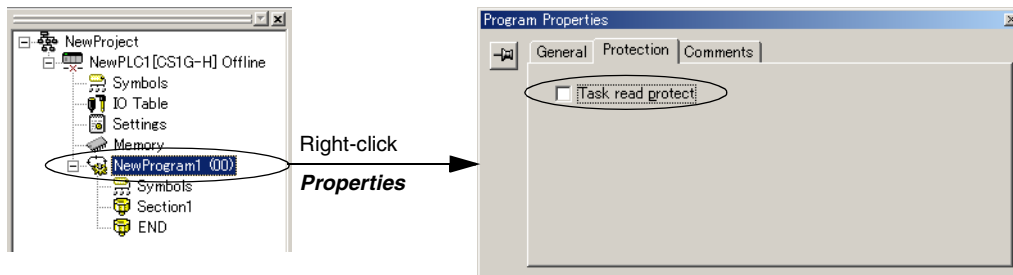 NewProject
NewPLC1[CS1G-H] Offline
Symbols
IO Table
Settings
Memory
NewProgram1 (00)
Symbols
Section1
END
Right-click
Properties
Program Properties
General Protection Comments
Task read protect